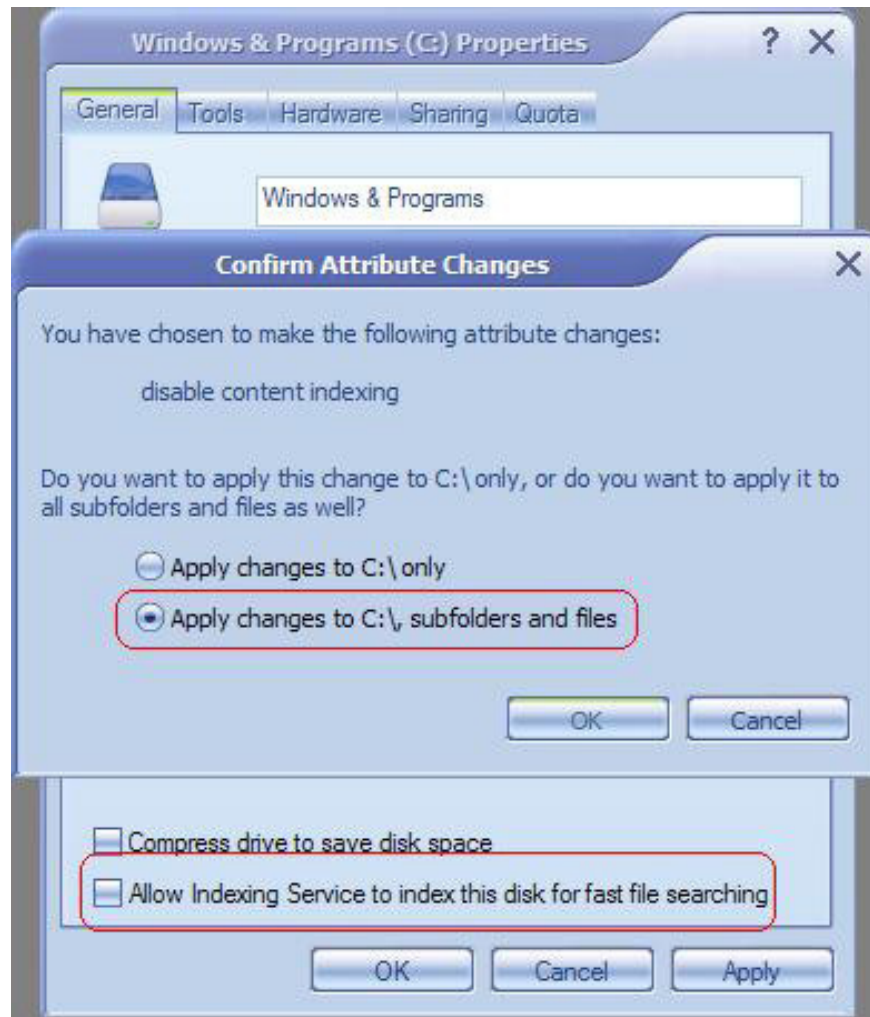 Windows & Programs (C:) Properties
?
General Tools Hardware Sharing Quota
Windows & Programs
Confirm Attribute Changes
You have chosen to make the following attribute changes:
disable content indexing
Do you want to apply this change to C:\ only, or do you want to apply it to
all subfolders and files as well?
Apply changes to C:\ only
Apply changes to C:\, subfolders and files
OK Cancel
Compress drive to save disk space
Allow Indexing Service to index this disk for fast file searching
OK Cancel Apply